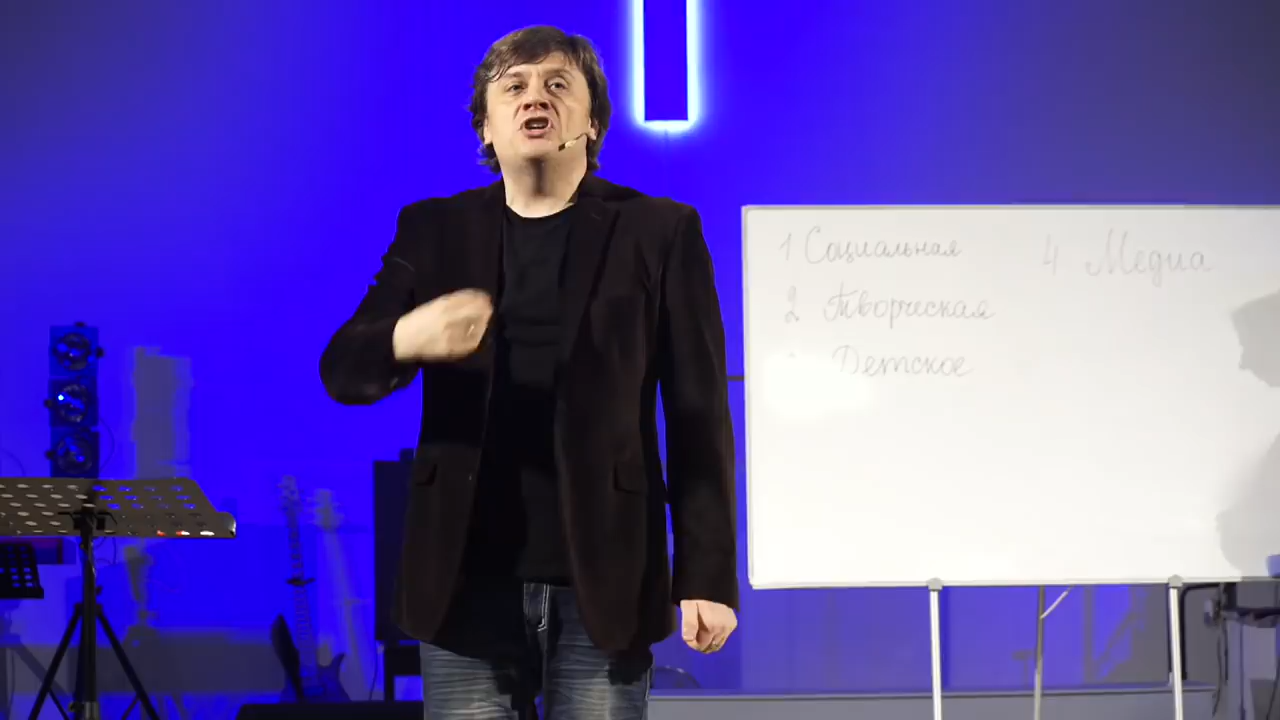 1 Социальная
2 Творческая
Детское
4 Медиа